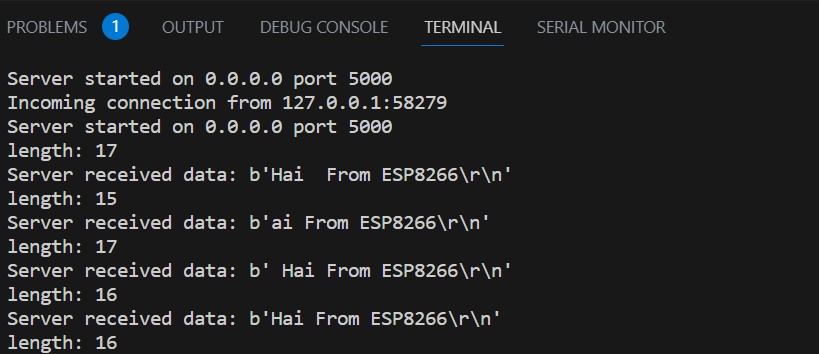 PROBLEMS 1 OUTPUT DEBUG CONSOLE TERMINAL SERIAL MONITOR
Server started on 0.0.0.0 port 5000
Incoming connection from 127.0.0.1:58279
Server started on 0.0.0.0 port 5000
length: 17
Server received data: b'Hai  From ESP8266\r\n'
length: 15
Server received data: b'ai From ESP8266\r\n'
length: 17
Server received data: b' Hai From ESP8266\r\n'
length: 16
Server received data: b'Hai From ESP8266\r\n'
length: 16